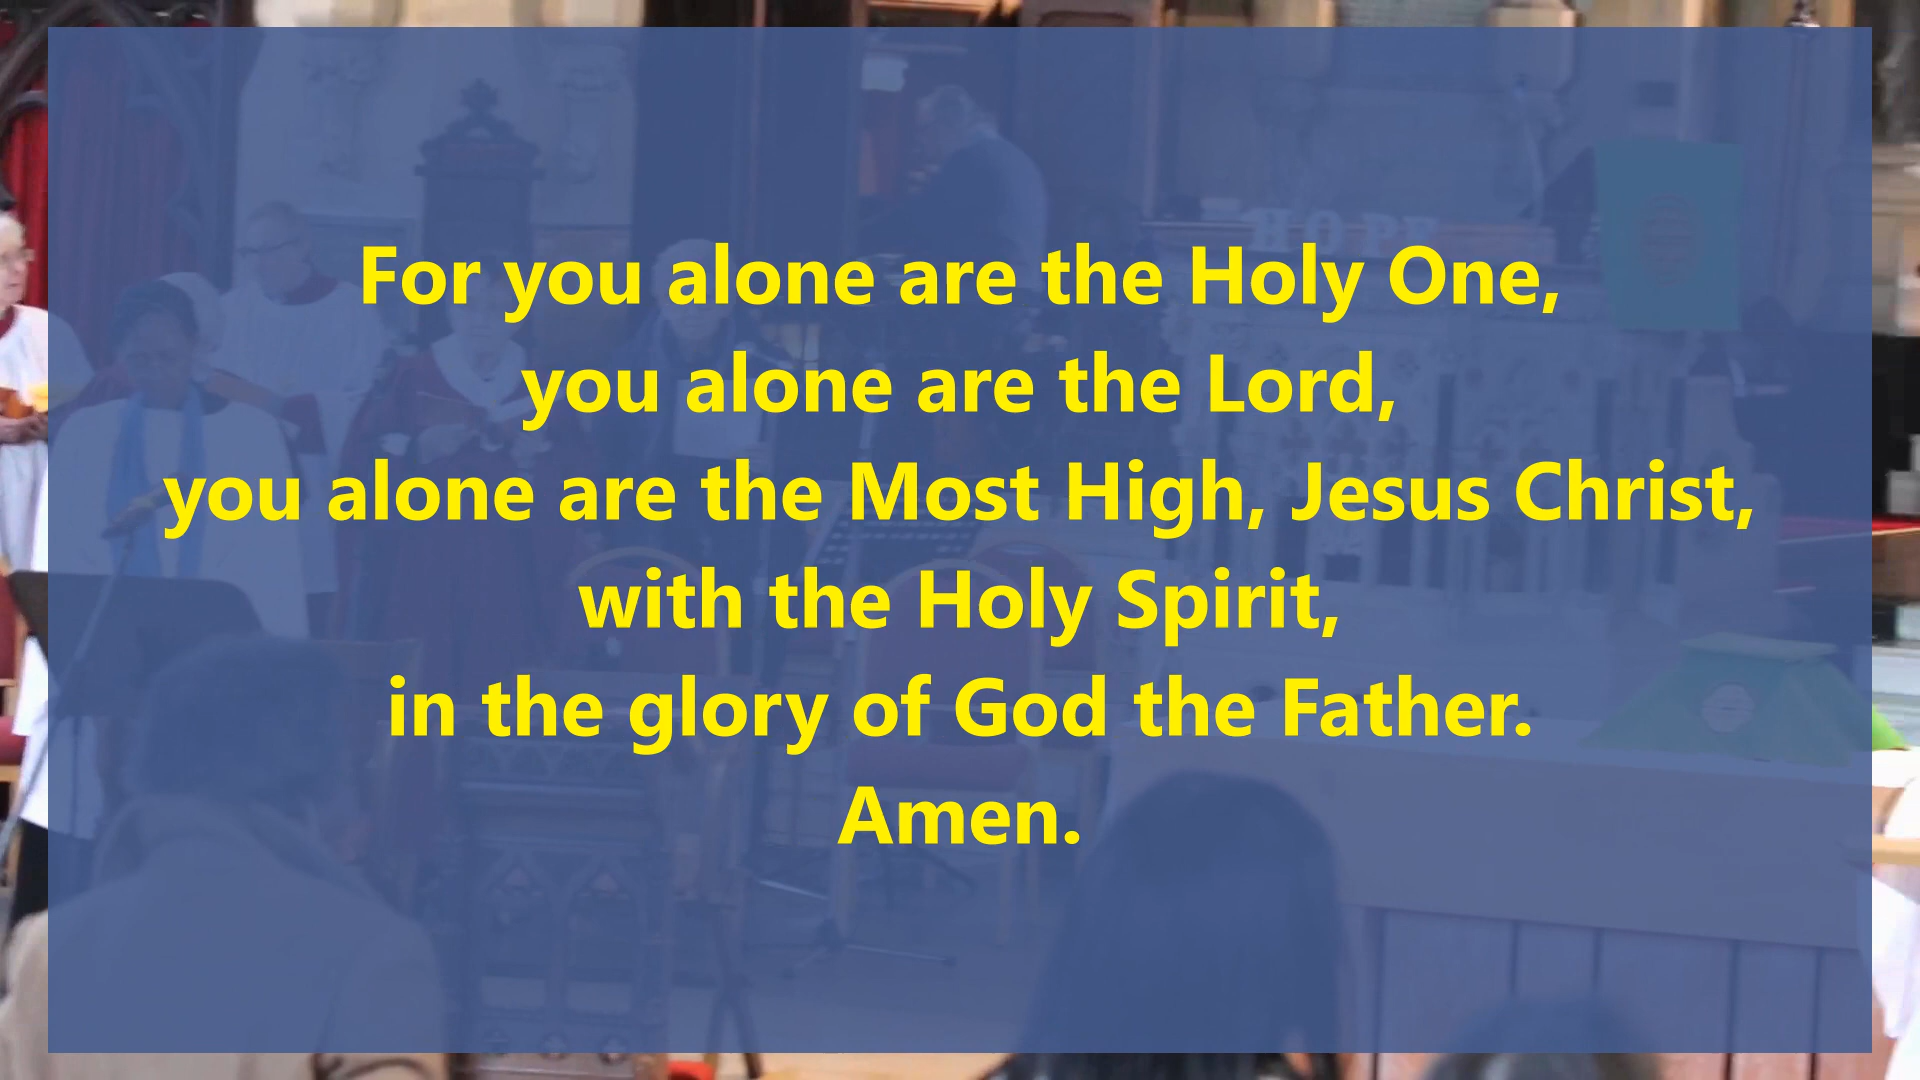 HOPE
For you alone are the Holy One,
you alone are the Lord,
you alone are the Most High, Jesus Christ,
with the Holy Spirit,
in the glory of God the Father.
Amen.